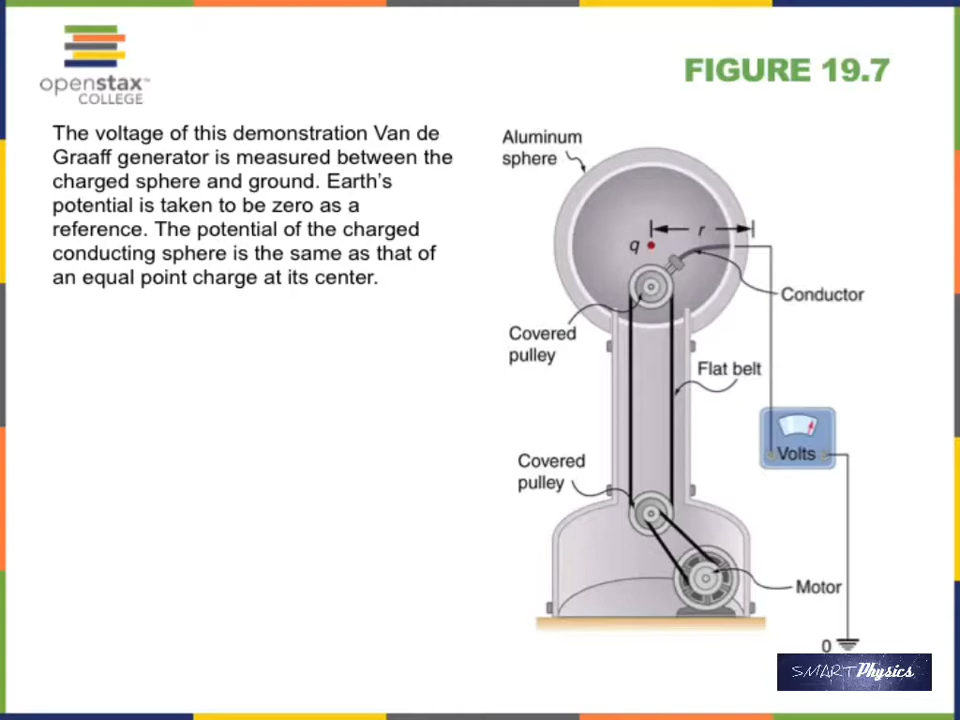 openstax™
COLLEGE
FIGURE 19.7
The voltage of this demonstration Van de
Graaff generator is measured between the
charged sphere and ground. Earth's
potential is taken to be zero as a
reference. The potential of the charged
conducting sphere is the same as that of
an equal point charge at its center.
Aluminum
sphere
r
q
Conductor
Covered
pulley
Flat belt
Volts
Covered
pulley
Motor
0
SMARTPhysics